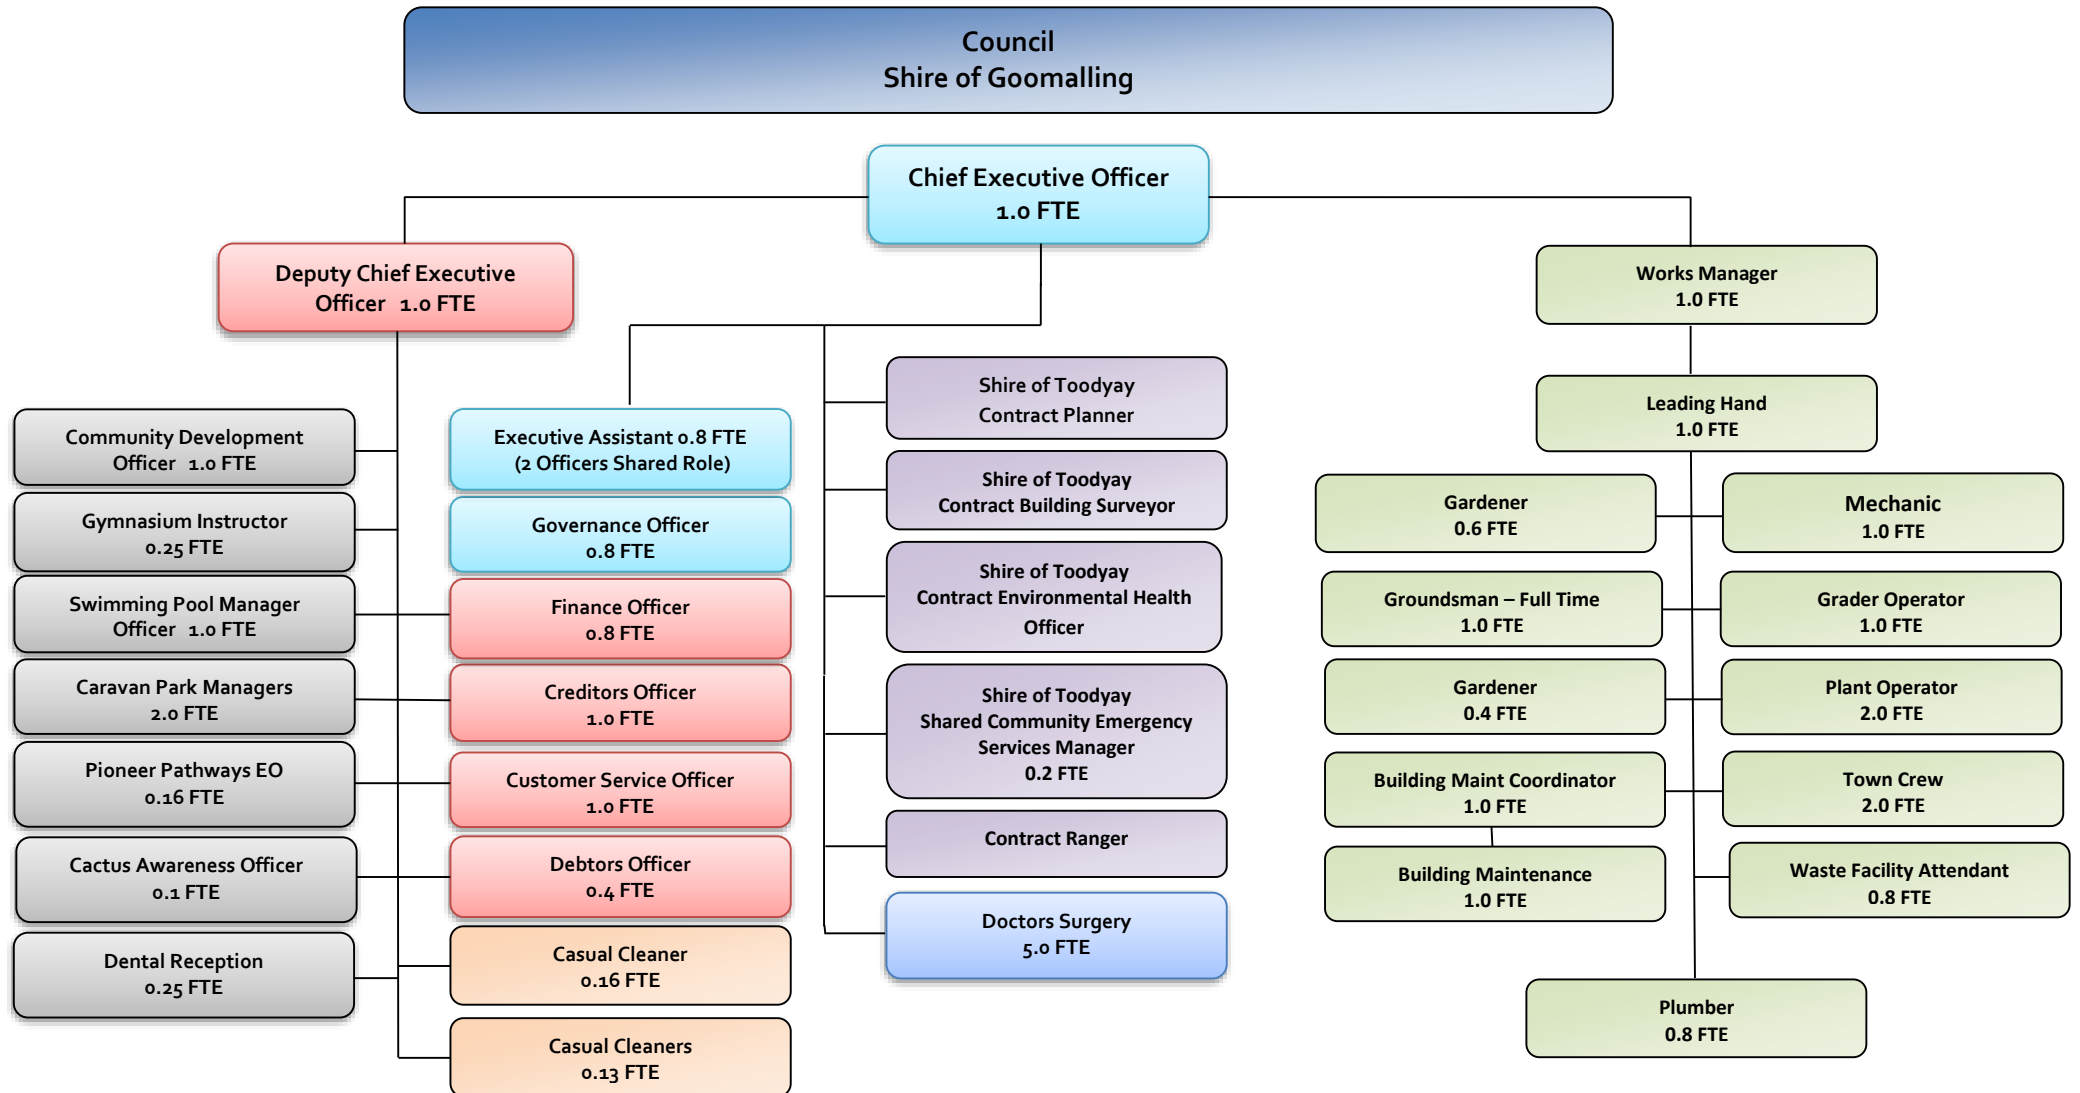 Council
Shire of Goomalling
Chief Executive Officer
1.0 FTE
Deputy Chief Executive
Officer 1.0 FTE
Works Manager
1.0 FTE
Leading Hand
1.0 FTE
Community Development
Officer 1.0 FTE
Gymnasium Instructor
0.25 FTE
Swimming Pool Manager
Officer 1.0 FTE
Caravan Park Managers
2.0 FTE
Pioneer Pathways EO
0.16 FTE
Cactus Awareness Officer
0.1 FTE
Dental Reception
0.25 FTE
Executive Assistant 0.8 FTE
(2 Officers Shared Role)
Governance Officer
0.8 FTE
Finance Officer
0.8 FTE
Creditors Officer
1.0 FTE
Customer Service Officer
1.0 FTE
Debtors Officer
0.4 FTE
Casual Cleaner
0.16 FTE
Casual Cleaners
0.13 FTE
Shire of Toodyay
Contract Planner
Shire of Toodyay
Contract Building Surveyor
Shire of Toodyay
Contract Environmental Health
Officer
Shire of Toodyay
Shared Community Emergency
Services Manager
0.2 FTE
Contract Ranger
Doctors Surgery
5.0 FTE
Gardener
0.6 FTE
Groundsman – Full Time
1.0 FTE
Gardener
0.4 FTE
Building Maint Coordinator
1.0 FTE
Building Maintenance
1.0 FTE
Mechanic
1.0 FTE
Grader Operator
1.0 FTE
Plant Operator
2.0 FTE
Town Crew
2.0 FTE
Waste Facility Attendant
0.8 FTE
Plumber
0.8 FTE